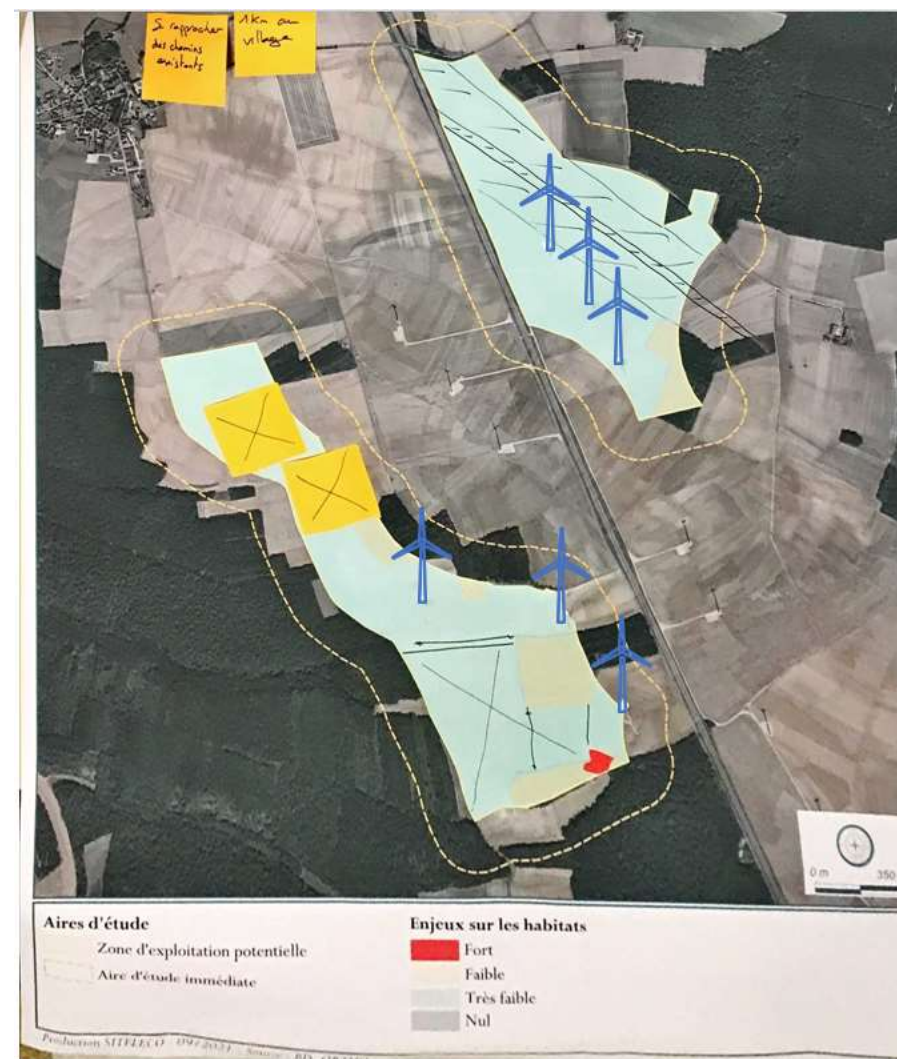 Se rapprocher
des chemins
existants
1km au
village
0 m
350
Aires d'étude
Zone d'exploitation potentielle
Aire d'étude immédiate
Enjeux sur les habitats
Fort
Faible
Très faible
Nul
Production SITELECO